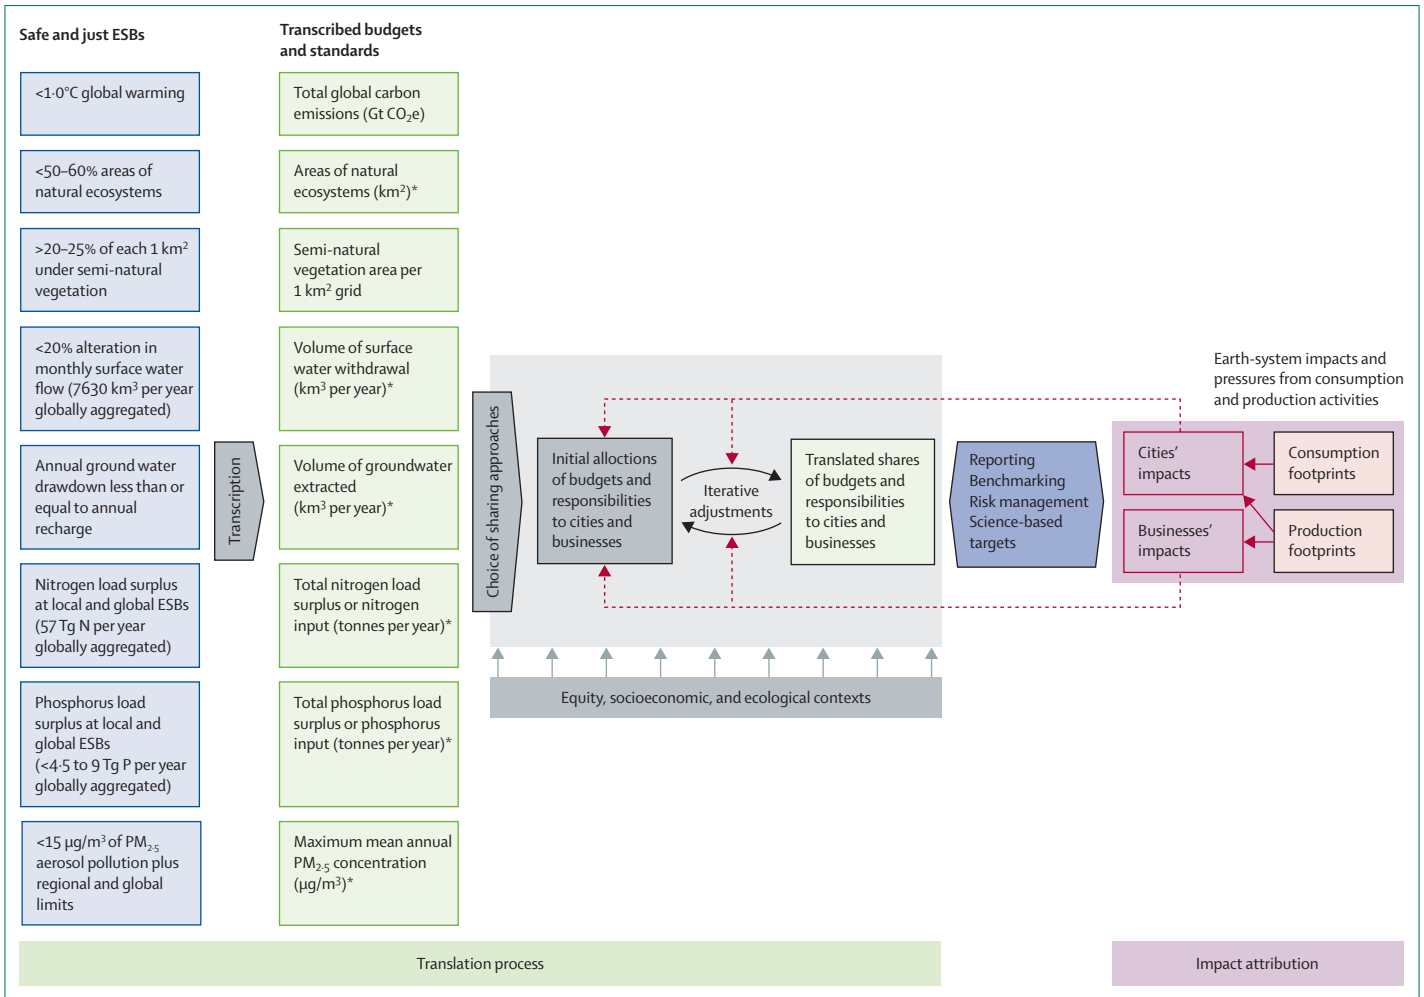 Safe and just ESBs
<1·0°C global warming
<50–60% areas of
natural ecosystems
>20–25% of each 1 km²
under semi-natural
vegetation
<20% alteration in
monthly surface water
flow (7630 km³ per year
globally aggregated)
Annual ground water
drawdown less than or
equal to annual
recharge
Nitrogen load surplus
at local and global ESBs
(57 Tg N per year
globally aggregated)
Phosphorus load
surplus at local and
global ESBs
(<4·5 to 9 Tg P per year
globally aggregated)
<15 µg/m³ of PM₂.₅
aerosol pollution plus
regional and global
limits
Transcription
Transcribed budgets
and standards
Total global carbon
emissions (Gt CO₂e)
Areas of natural
ecosystems (km²)*
Semi-natural
vegetation area per
1 km² grid
Volume of surface
water withdrawal
(km³ per year)*
Volume of groundwater
extracted
(km³ per year)*
Total nitrogen load
surplus or nitrogen
input (tonnes per year)*
Total phosphorus load
surplus or phosphorus
input (tonnes per year)*
Maximum mean annual
PM₂.₅ concentration
(µg/m³)*
Choice of sharing approaches
Initial alloctions
of budgets and
responsibilities
to cities and
businesses
Iterative
adjustments
Translated shares
of budgets and
responsibilities
to cities and
businesses
Equity, socioeconomic, and ecological contexts
Reporting
Benchmarking
Risk management
Science-based
targets
Earth-system impacts and
pressures from consumption
and production activities
Cities'
impacts
Consumption
footprints
Businesses'
impacts
Production
footprints
Translation process
Impact attribution